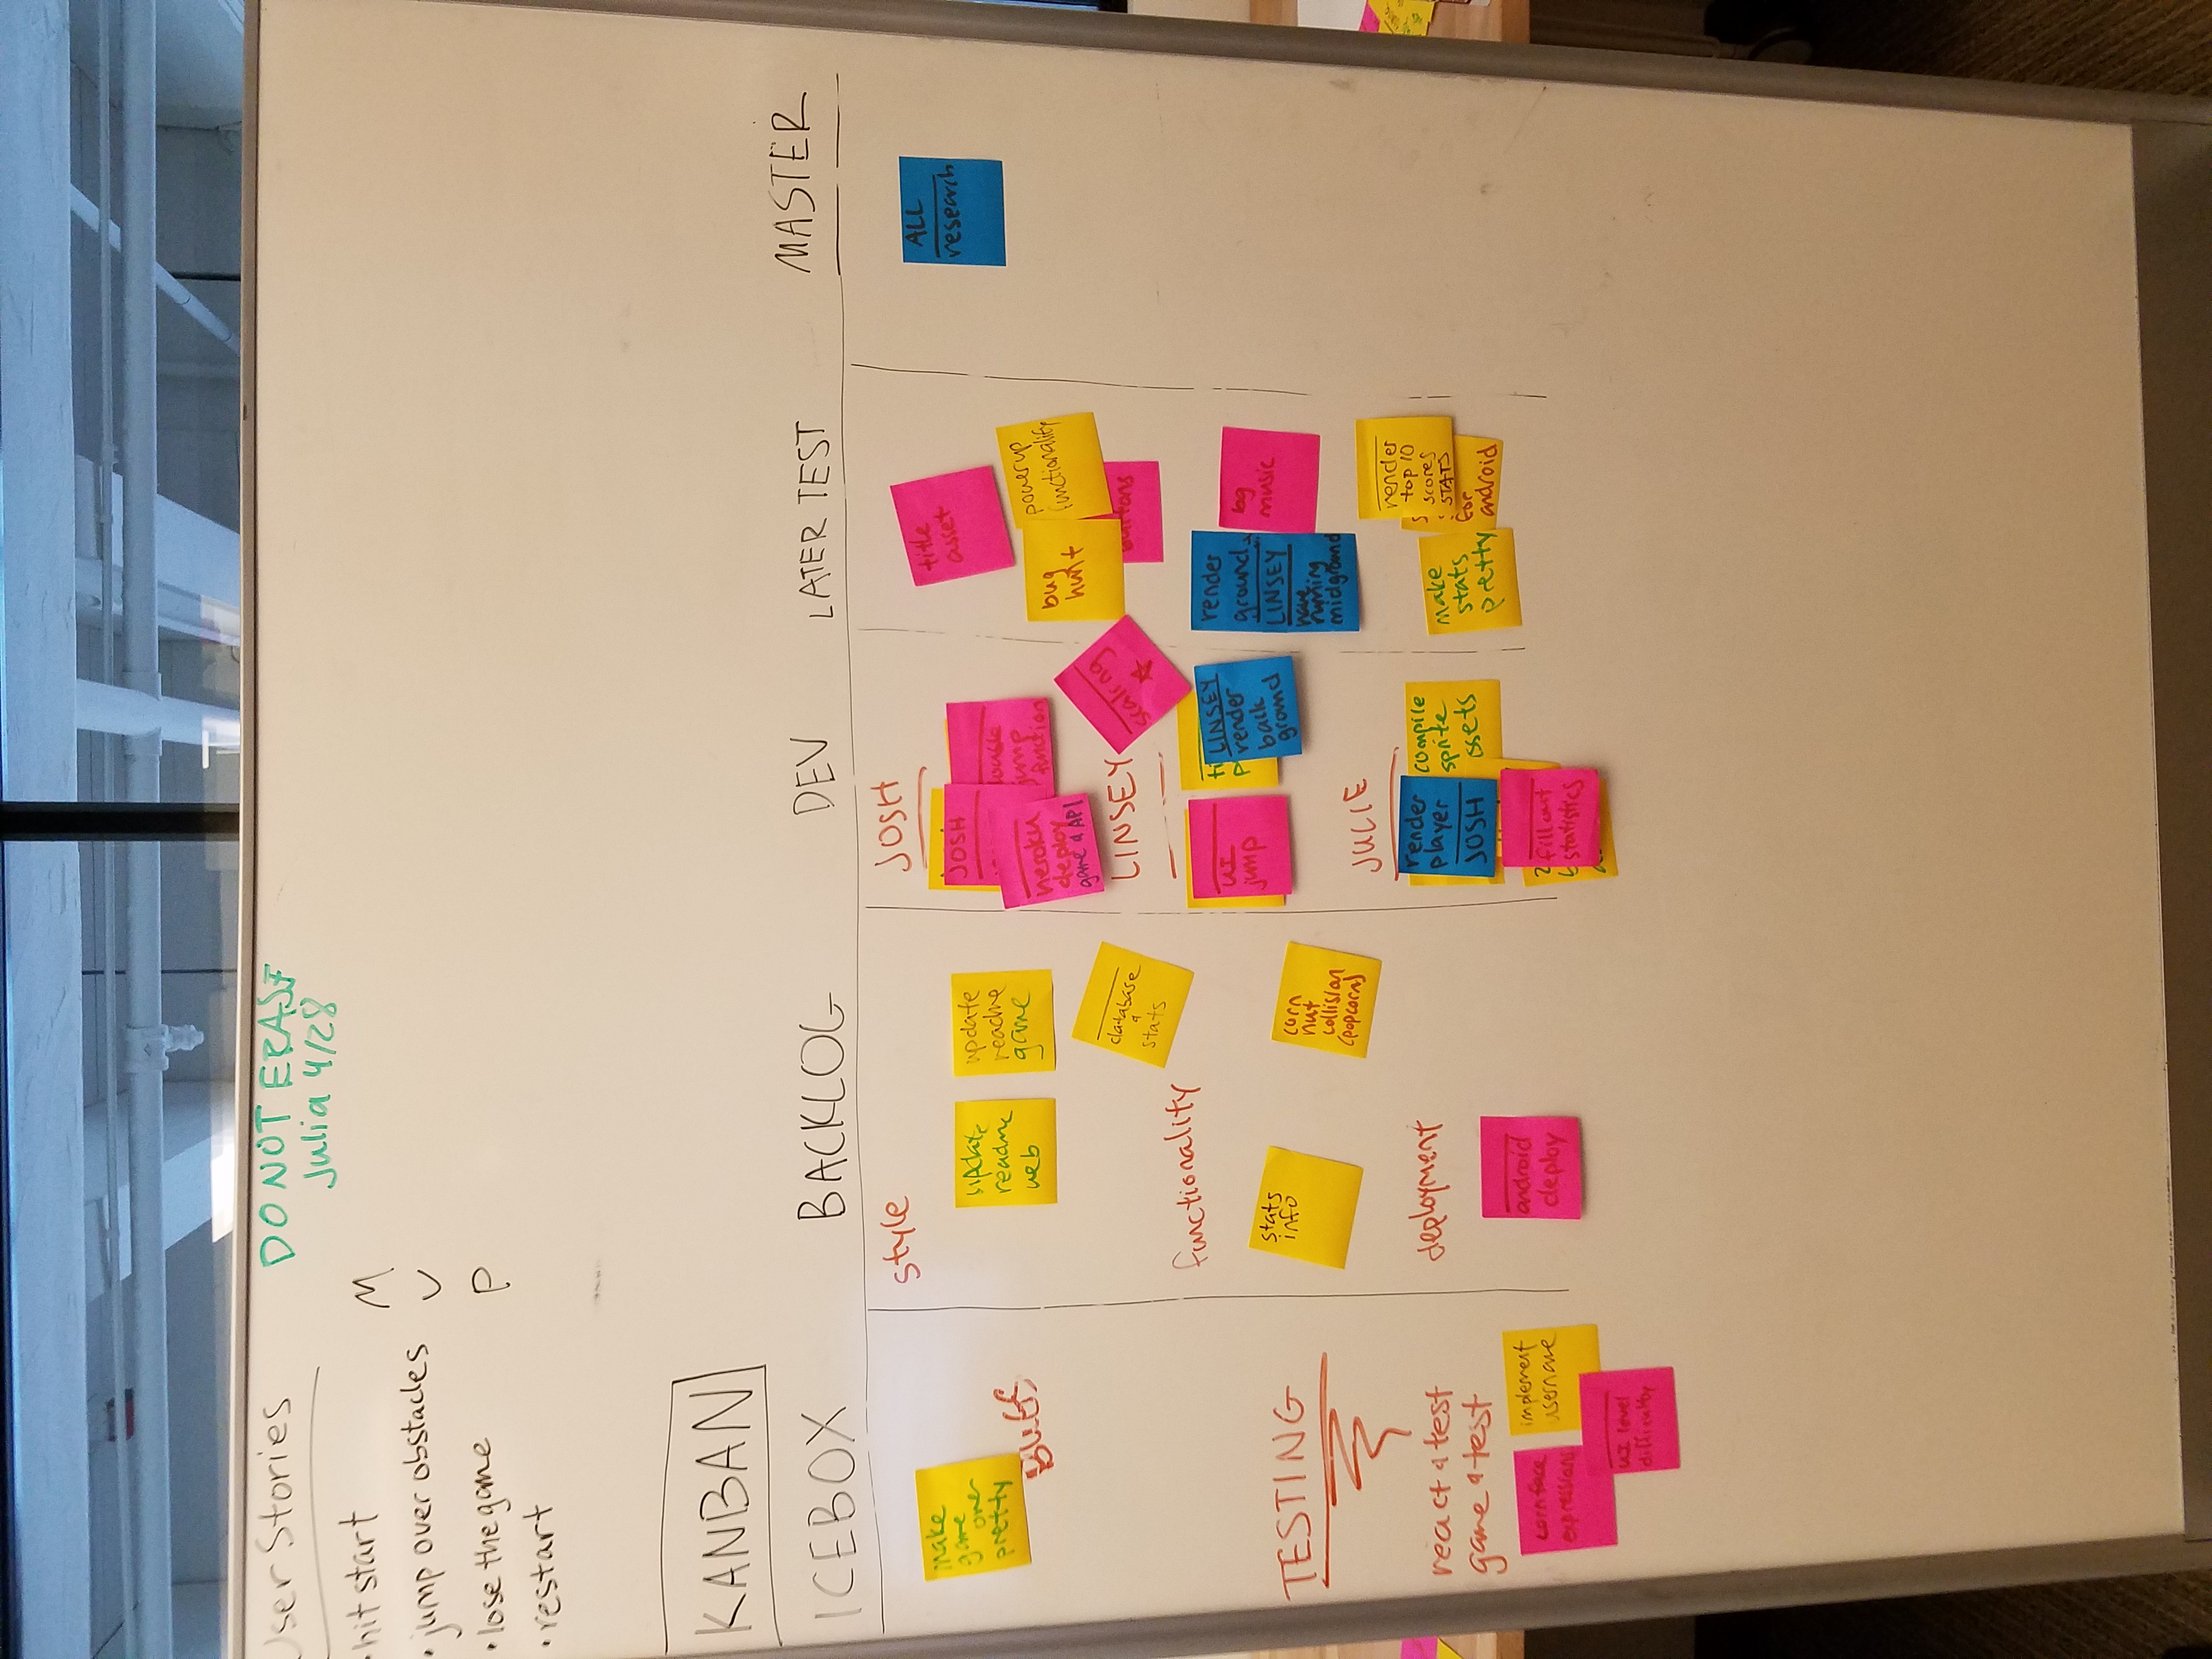 User Stories
DO NOT ERASE
Julia 4/28
• hit start
M
• jump over obstacles
V
• lose the game
P
• restart
KANBAN
ICEBOX
BACKLOG
DEV
LATER TEST
MASTER
make
game
over
pretty
BUGS
TESTING
react & test
game & test
corn face
expressions
implement
username
UI level
difficulty
style
update
readme
web
update
readme
game
database
&
stats
functionality
stats
info
corn
nut
collision
(popcorn)
deployment
android
deploy
JOSH
JOSH
heroku
deploy
game & API
jump
function
LINSEY
scaling
UI
jump
LINSEY
render
back
ground
JULIE
render
player
JOSH
compile
sprite
assets
fill out
statistics
title
asset
bug
hunt
powerup
functionality
buttons
render
ground
LINSEY
have
running
midground
bg
music
make
stats
pretty
render
top 10
scores
STATS
for
android
ALL
research